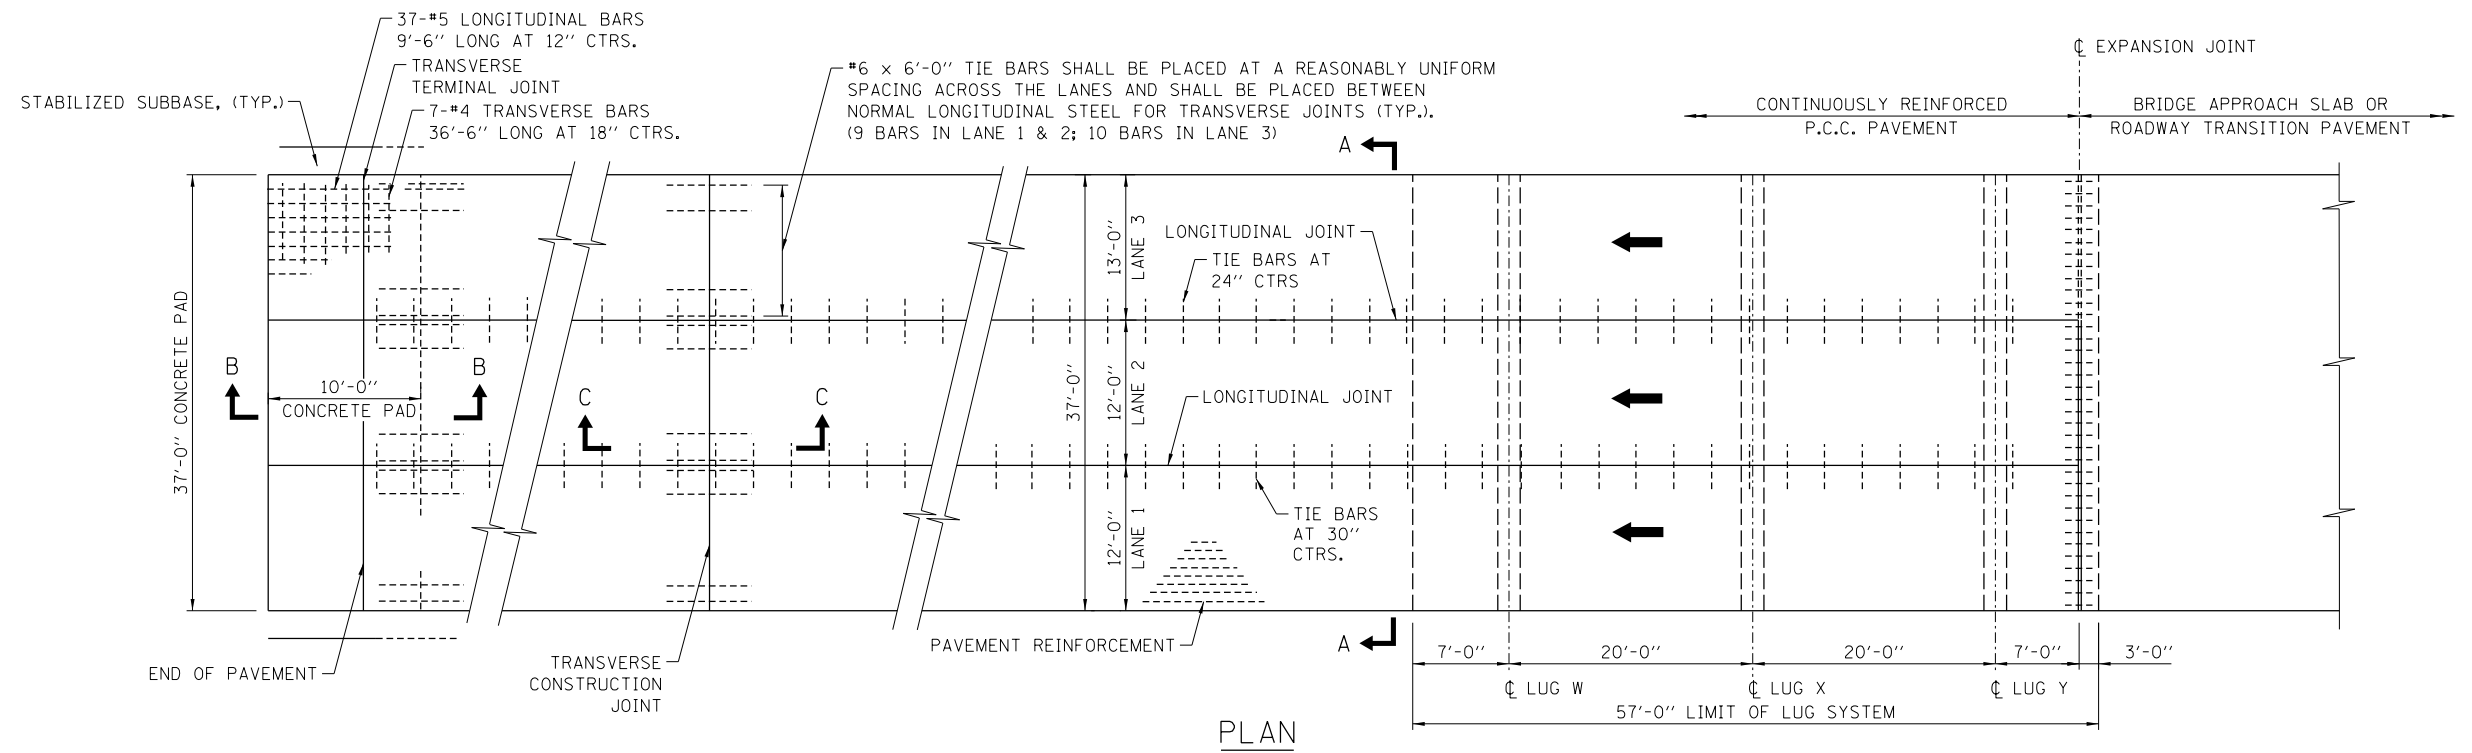 37-#5 LONGITUDINAL BARS
9'-6" LONG AT 12" CTRS.
TRANSVERSE
TERMINAL JOINT
STABILIZED SUBBASE, (TYP.)
7-#4 TRANSVERSE BARS
36'-6" LONG AT 18" CTRS.
#6 x 6'-0" TIE BARS SHALL BE PLACED AT A REASONABLY UNIFORM
SPACING ACROSS THE LANES AND SHALL BE PLACED BETWEEN
NORMAL LONGITUDINAL STEEL FOR TRANSVERSE JOINTS (TYP.).
(9 BARS IN LANE 1 & 2; 10 BARS IN LANE 3)
℄ EXPANSION JOINT
CONTINUOUSLY REINFORCED
P.C.C. PAVEMENT
BRIDGE APPROACH SLAB OR
ROADWAY TRANSITION PAVEMENT
A
37'-0" CONCRETE PAD
B
B
10'-0"
CONCRETE PAD
C
C
37'-0"
13'-0"
LANE 3
12'-0"
LANE 2
12'-0"
LANE 1
LONGITUDINAL JOINT
TIE BARS AT
24" CTRS
LONGITUDINAL JOINT
TIE BARS
AT 30"
CTRS.
A
PAVEMENT REINFORCEMENT
END OF PAVEMENT
TRANSVERSE
CONSTRUCTION
JOINT
7'-0"
20'-0"
20'-0"
7'-0"
3'-0"
℄ LUG W
℄ LUG X
℄ LUG Y
57'-0" LIMIT OF LUG SYSTEM
PLAN